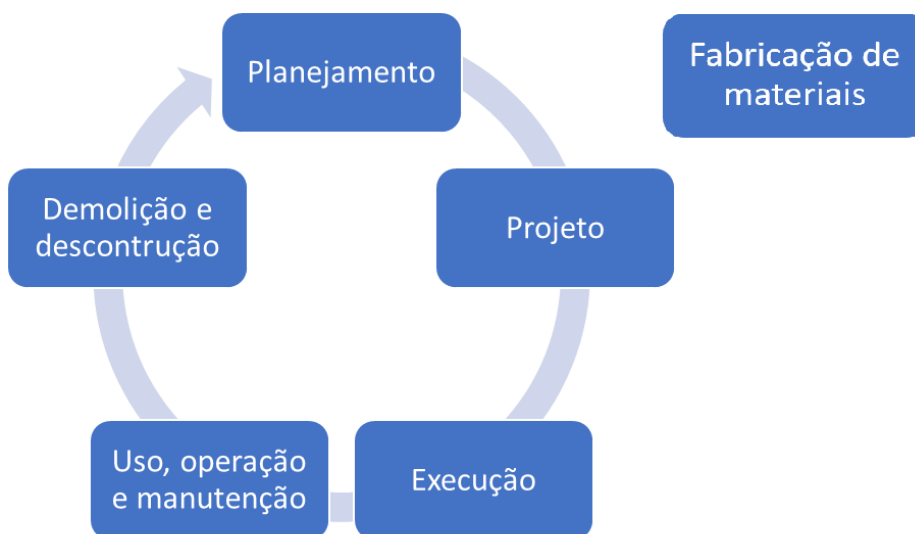 Planejamento
Fabricação de
materiais
Projeto
Execução
Uso, operação
e manutenção
Demolição e
descontrução